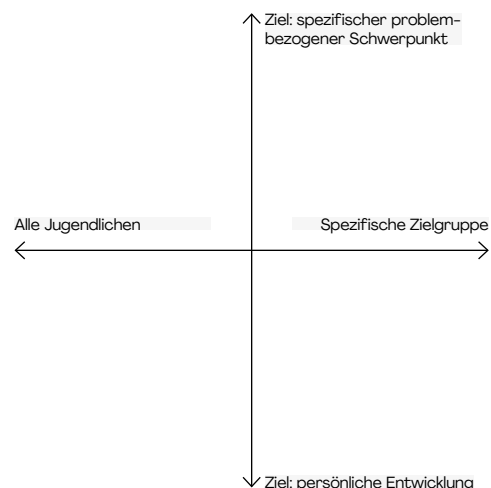 Ziel: spezifischer problem-
bezogener Schwerpunkt
Alle Jugendlichen
Spezifische Zielgruppe
Ziel: persönliche Entwicklung